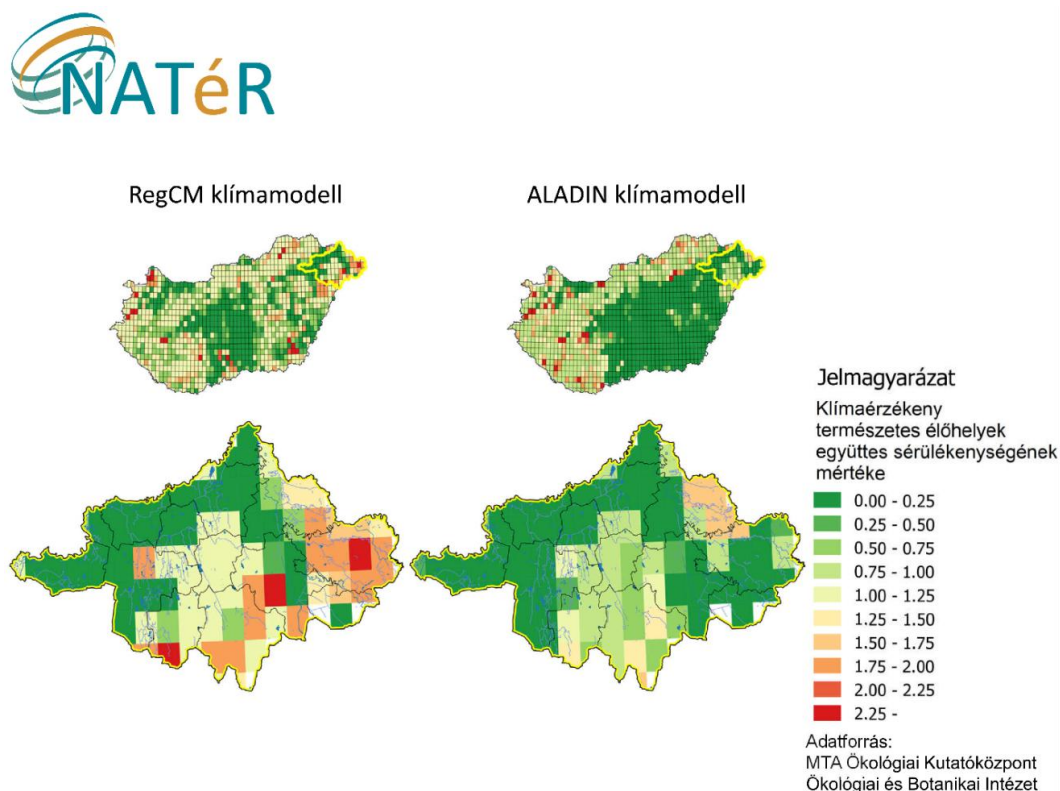 NATéR
RegCM klímamodell
ALADIN klímamodell
Jelmagyarázat
Klímaérzékeny
természetes élőhelyek
együttes sérülékenységének
mértéke
0.00 - 0.25
0.25 - 0.50
0.50 - 0.75
0.75 - 1.00
1.00 - 1.25
1.25 - 1.50
1.50 - 1.75
1.75 - 2.00
2.00 - 2.25
2.25 -
Adatforrás:
MTA Ökológiai Kutatóközpont
Ökológiai és Botanikai Intézet